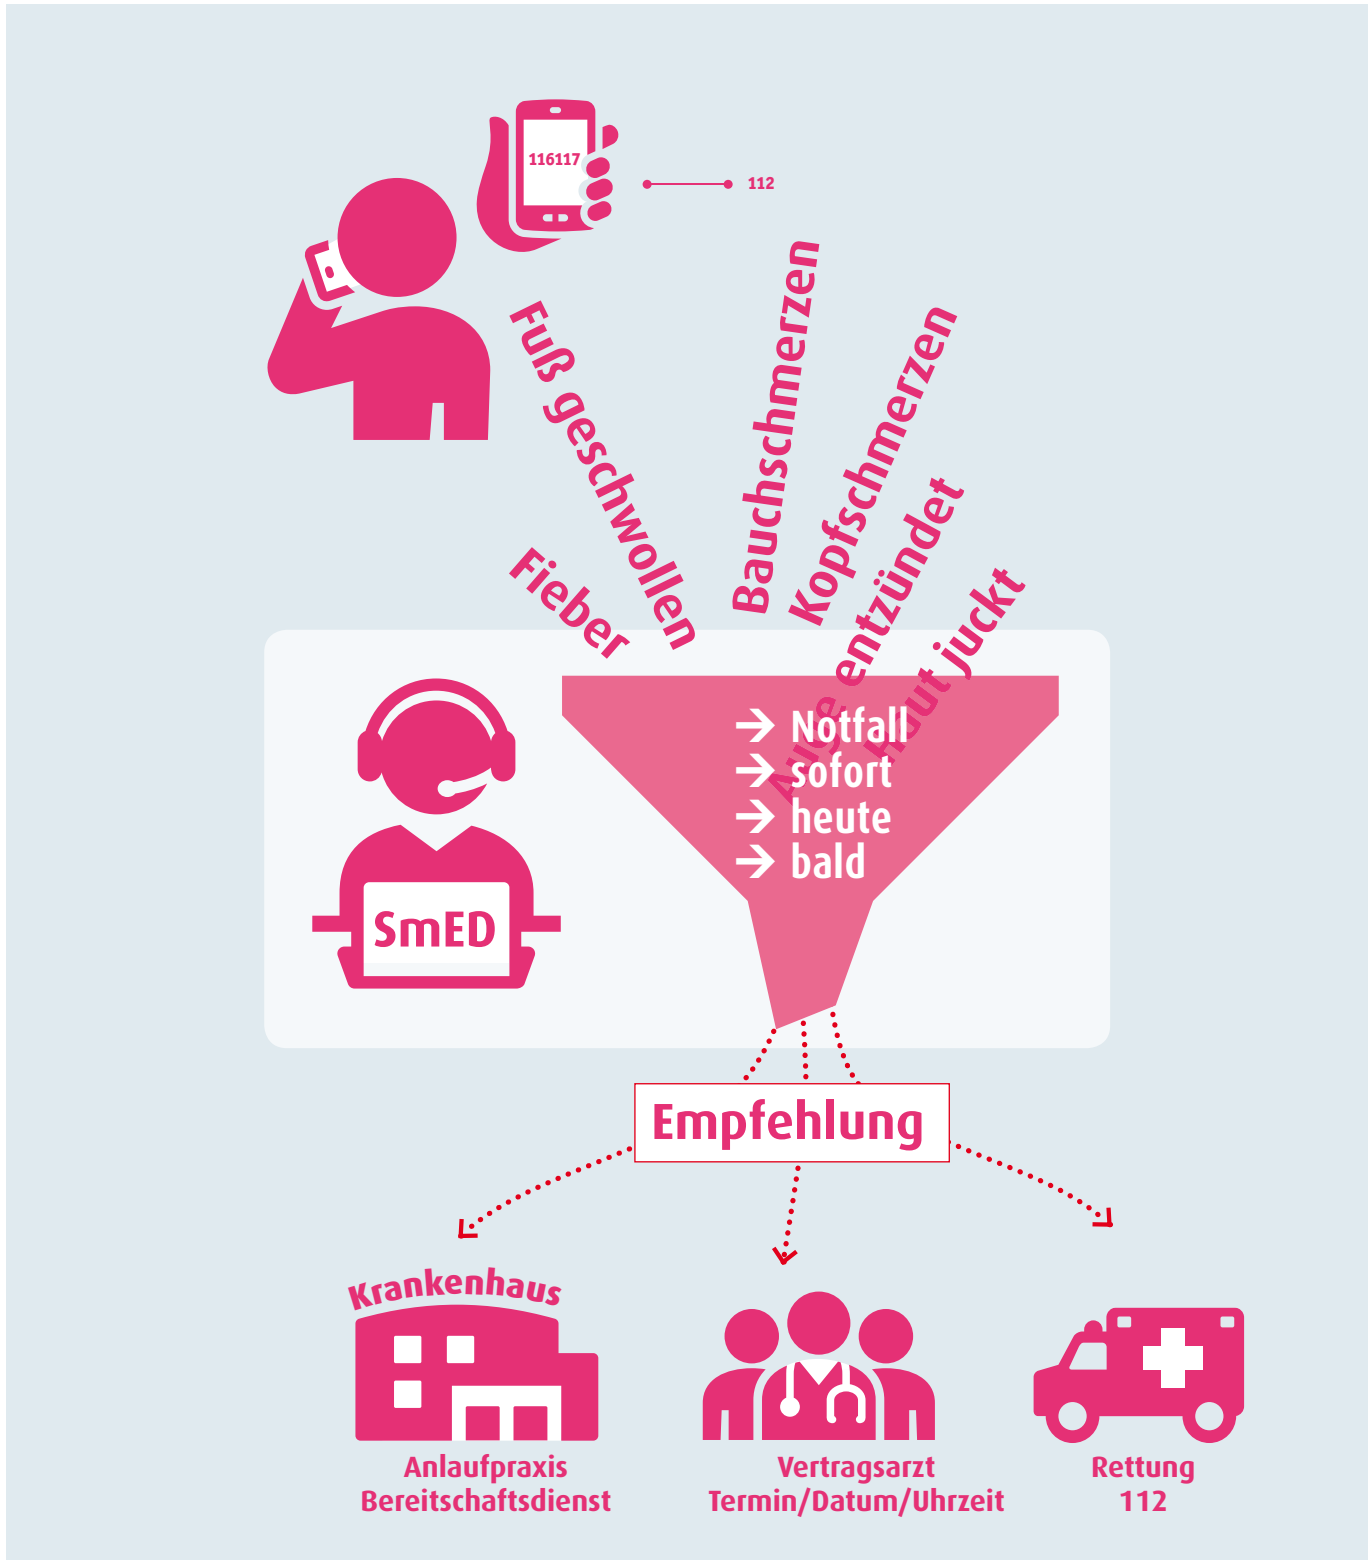 116117
112
Fuß geschwollen
Bauchschmerzen
Kopfschmerzen
Fieber
Auge entzündet
Haut juckt
→ Notfall
→ sofort
→ heute
→ bald
SmED
Empfehlung
Krankenhaus
Anlaufpraxis
Bereitschaftsdienst
Vertragsarzt
Termin/Datum/Uhrzeit
Rettung
112